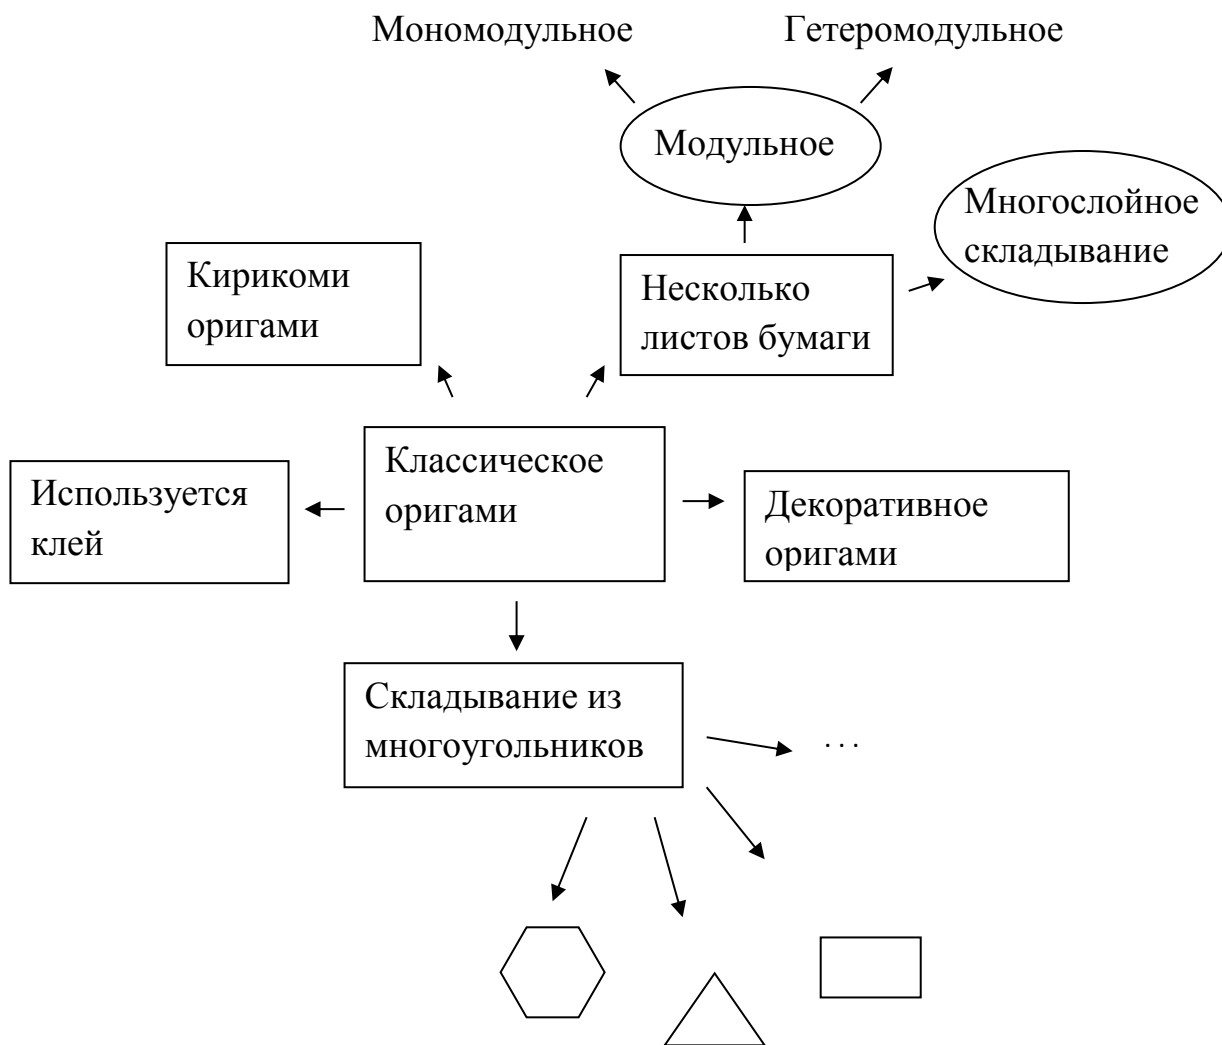 Мономодульное
Гетеромодульное
Модульное
Многослойное
складывание
Кирикоми
оригами
Несколько
листов бумаги
Классическое
оригами
Используется
клей
Декоративное
оригами
Складывание из
многоугольников
...